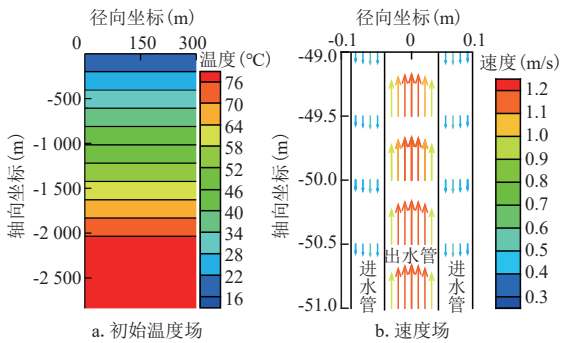 径向坐标(m)
0 150 300
温度(℃)
轴向坐标(m)
-500
-1 000
-1 500
-2 000
-2 500
76
70
64
58
52
46
40
34
28
22
16
a. 初始温度场
径向坐标(m)
-0.1 0 0.1
速度(m/s)
轴向坐标(m)
-49.0
-49.5
-50.0
-50.5
-51.0
出水管
进水管
进水管
1.2
1.1
1.0
0.9
0.8
0.7
0.6
0.5
0.4
0.3
b. 速度场